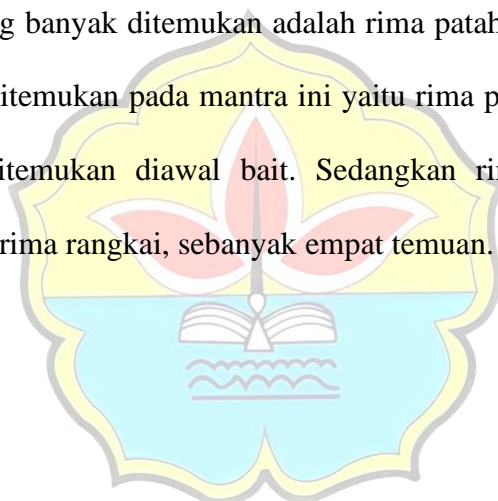 g banyak ditemukan adalah rima patah
itemukan pada mantra ini yaitu rima p
itemukan diawal bait. Sedangkan ri
rima rangkai, sebanyak empat temuan.